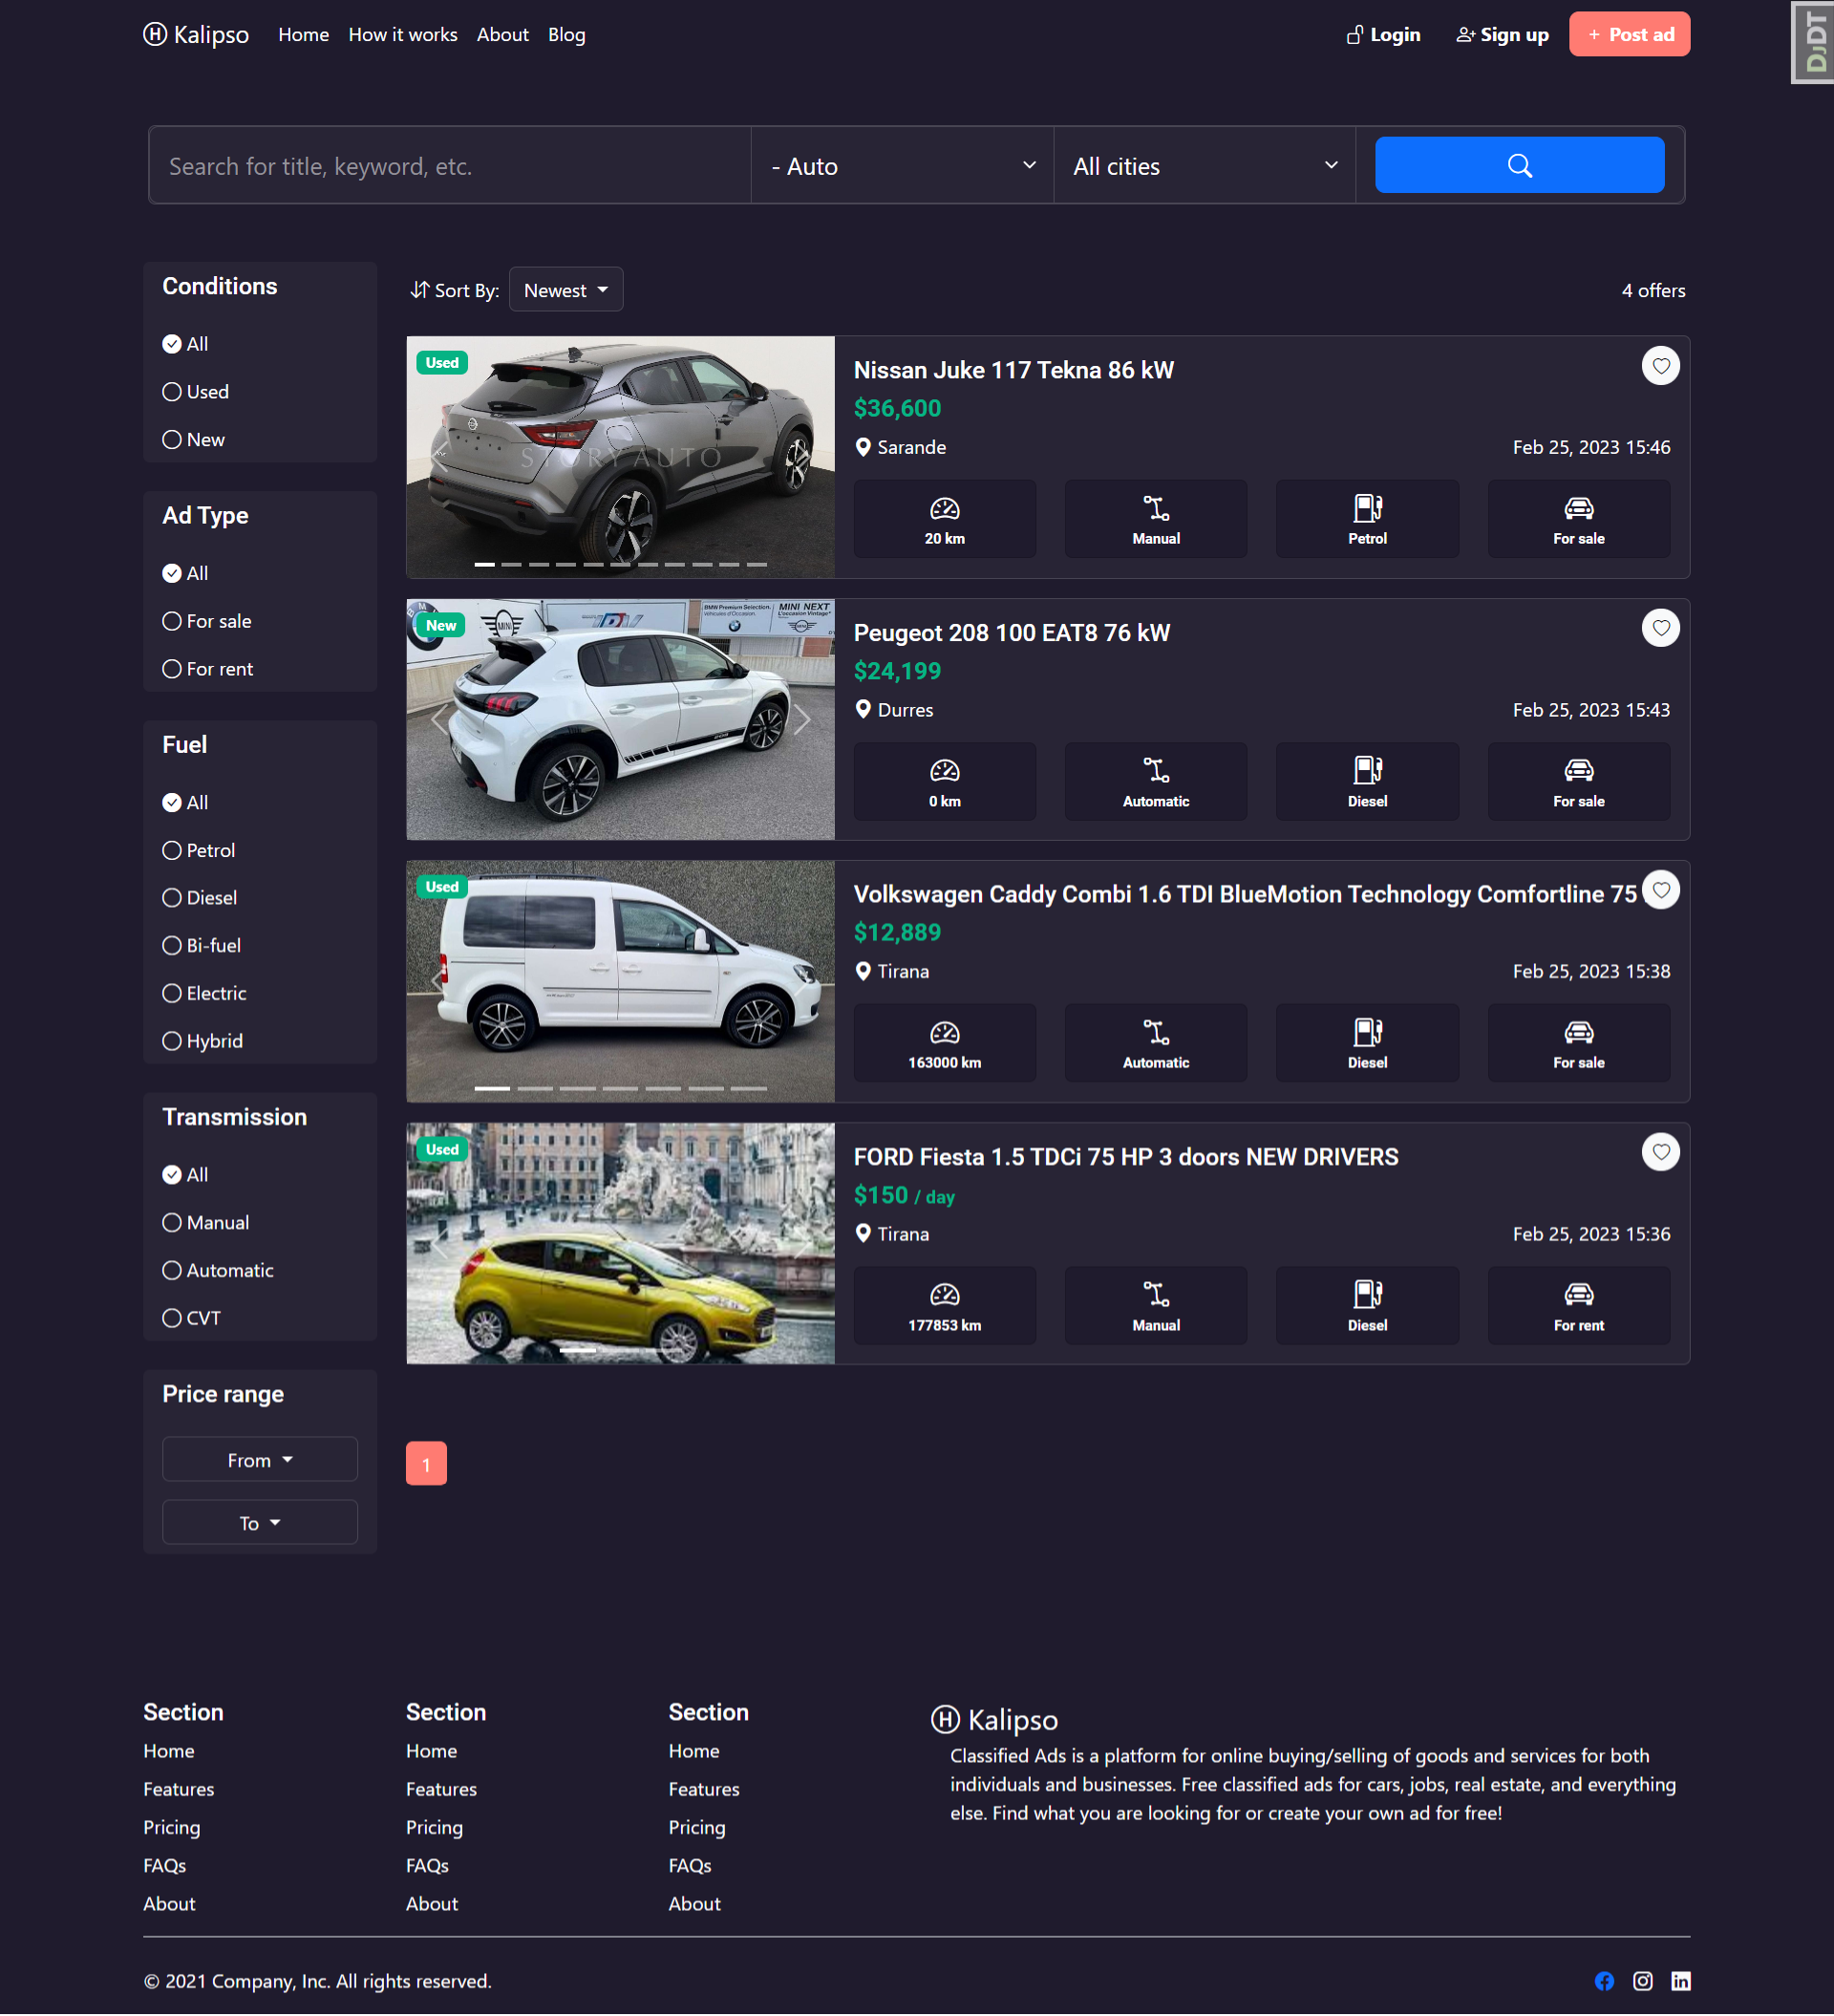 Kalipso Home How it works About Blog Login Sign up + Post ad
DJDT
Search for title, keyword, etc. - Auto All cities
Conditions
All
Used
New
Ad Type
All
For sale
For rent
Fuel
All
Petrol
Diesel
Bi-fuel
Electric
Hybrid
Transmission
All
Manual
Automatic
CVT
Price range
From
To
Sort By: Newest 4 offers
Used
STORY AUTO
Nissan Juke 117 Tekna 86 kW
$36,600
Sarande Feb 25, 2023 15:46
20 km Manual Petrol For sale
New
BMW Premium Selection.
MINI NEXT
MINI
Peugeot 208 100 EAT8 76 kW
$24,199
Durres Feb 25, 2023 15:43
0 km Automatic Diesel For sale
Used
Volkswagen Caddy Combi 1.6 TDI BlueMotion Technology Comfortline 75
$12,889
Tirana Feb 25, 2023 15:38
163000 km Automatic Diesel For sale
Used
FORD Fiesta 1.5 TDCi 75 HP 3 doors NEW DRIVERS
$150 / day
Tirana Feb 25, 2023 15:36
177853 km Manual Diesel For rent
1
Section
Home
Features
Pricing
FAQs
About
Section
Home
Features
Pricing
FAQs
About
Section
Home
Features
Pricing
FAQs
About
Kalipso
Classified Ads is a platform for online buying/selling of goods and services for both
individuals and businesses. Free classified ads for cars, jobs, real estate, and everything
else. Find what you are looking for or create your own ad for free!
© 2021 Company, Inc. All rights reserved.